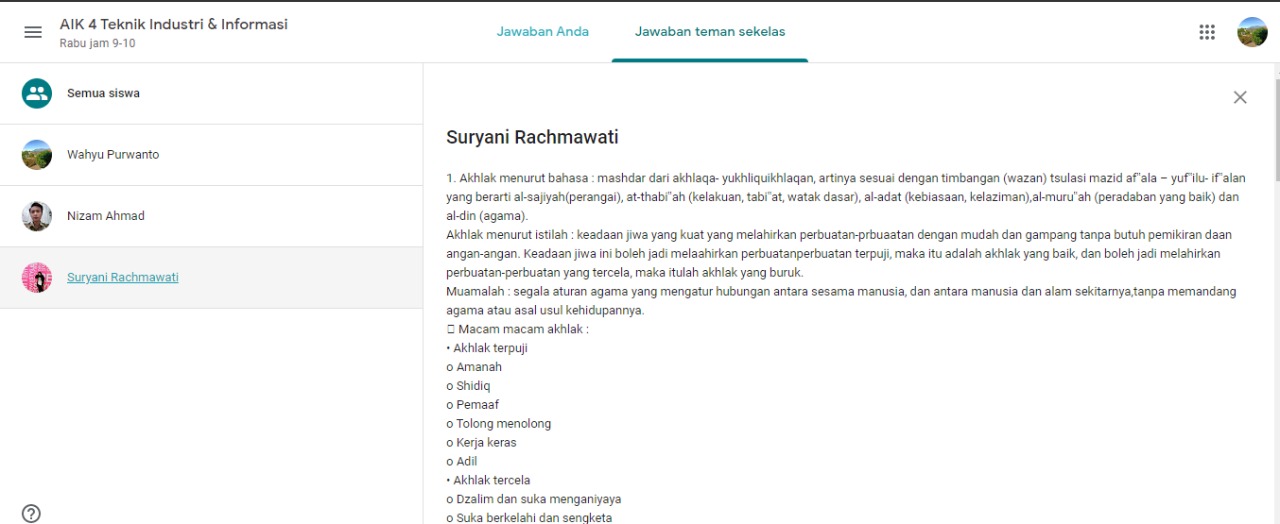 AIK 4 Teknik Industri & Informasi
Rabu jam 9-10
Jawaban Anda
Jawaban teman sekelas
Semua siswa
Wahyu Purwanto
Nizam Ahmad
Suryani Rachmawati
Suryani Rachmawati
1. Akhlak menurut bahasa : mashdar dari akhlaqa- yukhliquikhlaqan, artinya sesuai dengan timbangan (wazan) tsulasi mazid af"ala – yuf"ilu- if"alan
yang berarti al-sajiyah(perangai), at-thabi"ah (kelakuan, tabi"at, watak dasar), al-adat (kebiasaan, kelaziman),al-muru"ah (peradaban yang baik) dan
al-din (agama).
Akhlak menurut istilah : keadaan jiwa yang kuat yang melahirkan perbuatan-prbuaatan dengan mudah dan gampang tanpa butuh pemikiran daan
angan-angan. Keadaan jiwa ini boleh jadi melaahirkan perbuatanperbuatan terpuji, maka itu adalah akhlak yang baik, dan boleh jadi melahirkan
perbuatan-perbuatan yang tercela, maka itulah akhlak yang buruk.
Muamalah : segala aturan agama yang mengatur hubungan antara sesama manusia, dan antara manusia dan alam sekitarnya,tanpa memandang
agama atau asal usul kehidupannya.
 Macam macam akhlak :
• Akhlak terpuji
o Amanah
o Shidiq
o Pemaaf
o Tolong menolong
o Kerja keras
o Adil
• Akhlak tercela
o Dzalim dan suka menganiyaya
o Suka berkelahi dan sengketa